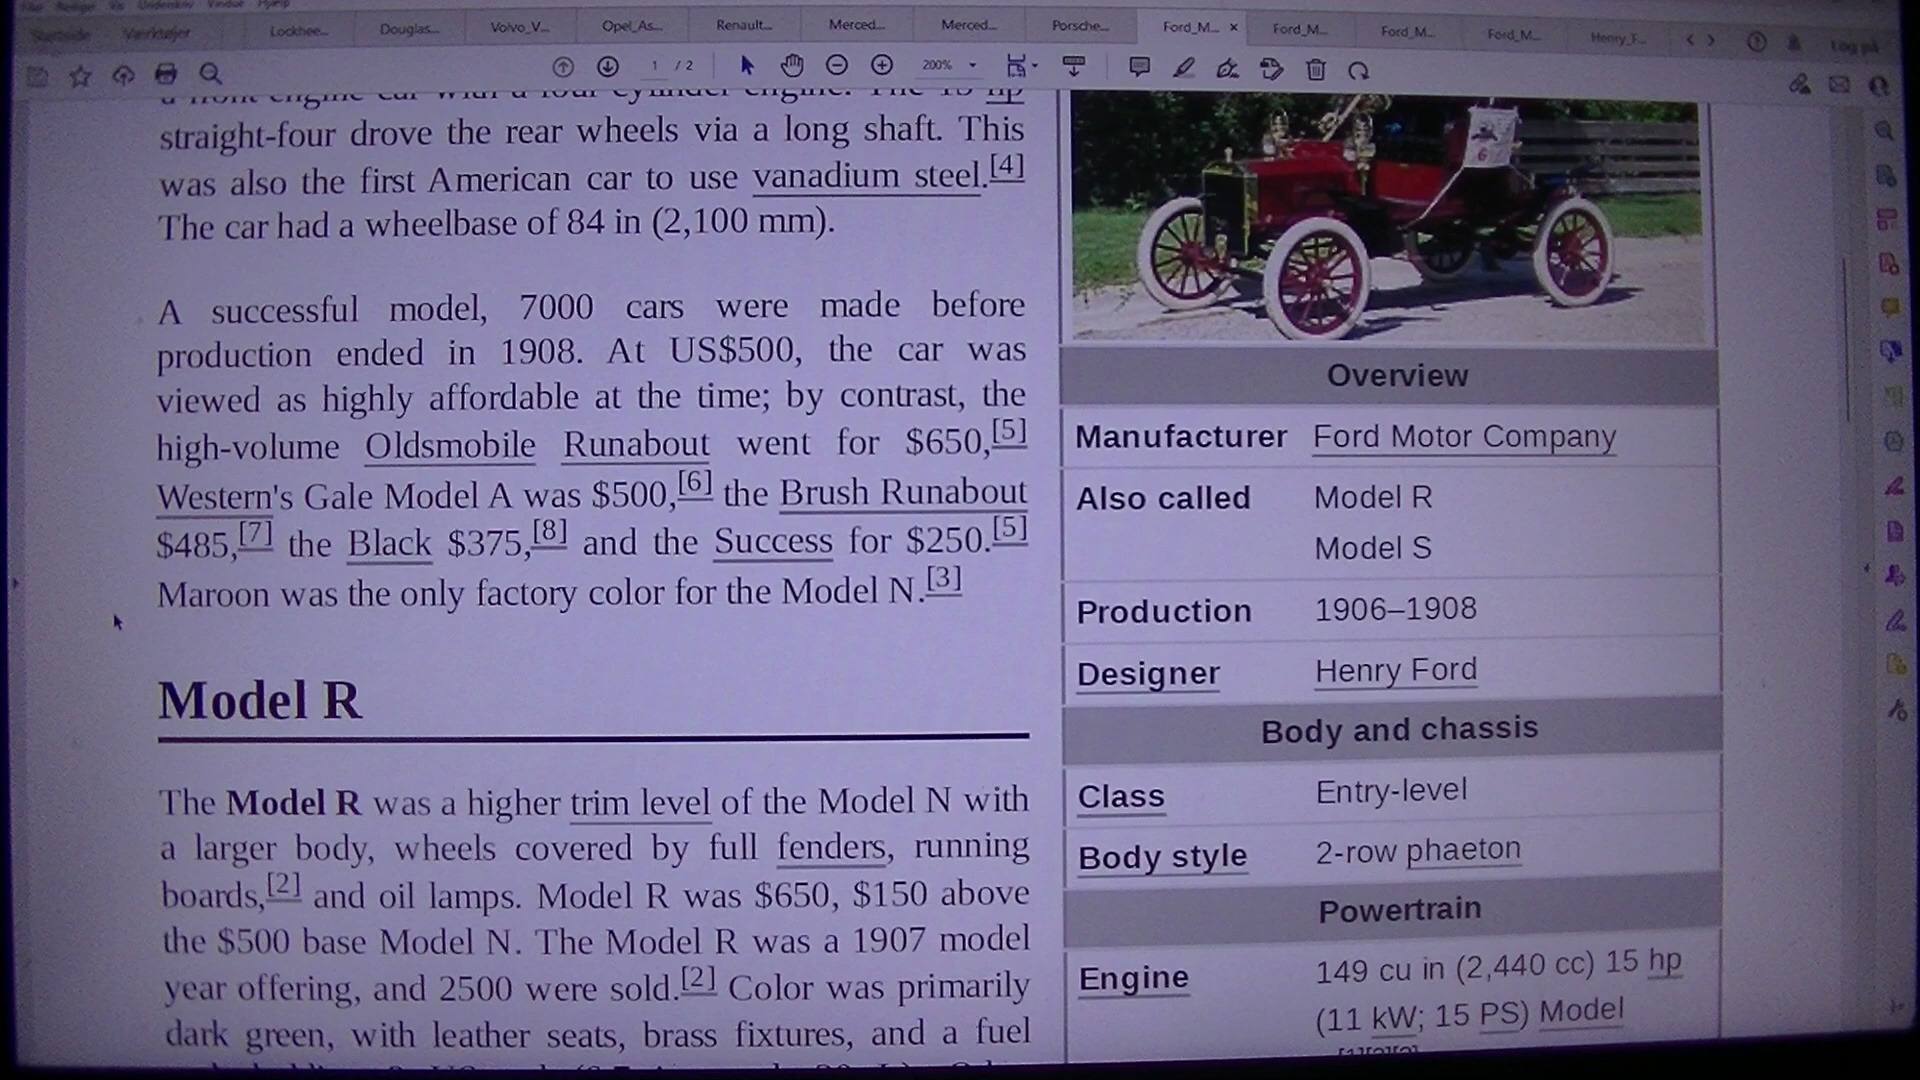 Lockhee...
Douglas...
Volvo_V...
Opel_As...
Renault...
Merced...
Merced...
Porsche...
Ford_M... ×
Ford_M...
Ford_M...
Ford_M...
Henry_F...
1 / 2
200%
a front engine car with a four cylinder engine. The 15 hp
straight-four drove the rear wheels via a long shaft. This
was also the first American car to use vanadium steel.[4]
The car had a wheelbase of 84 in (2,100 mm).
A successful model, 7000 cars were made before
production ended in 1908. At US$500, the car was
viewed as highly affordable at the time; by contrast, the
high-volume Oldsmobile Runabout went for $650,[5]
Western's Gale Model A was $500,[6] the Brush Runabout
$485,[7] the Black $375,[8] and the Success for $250.[5]
Maroon was the only factory color for the Model N.[3]
Model R
The Model R was a higher trim level of the Model N with
a larger body, wheels covered by full fenders, running
boards,[2] and oil lamps. Model R was $650, $150 above
the $500 base Model N. The Model R was a 1907 model
year offering, and 2500 were sold.[2] Color was primarily
dark green, with leather seats, brass fixtures, and a fuel
Overview
Manufacturer Ford Motor Company
Also called Model R
Model S
Production 1906–1908
Designer Henry Ford
Body and chassis
Class Entry-level
Body style 2-row phaeton
Powertrain
Engine 149 cu in (2,440 cc) 15 hp
(11 kW; 15 PS) Model